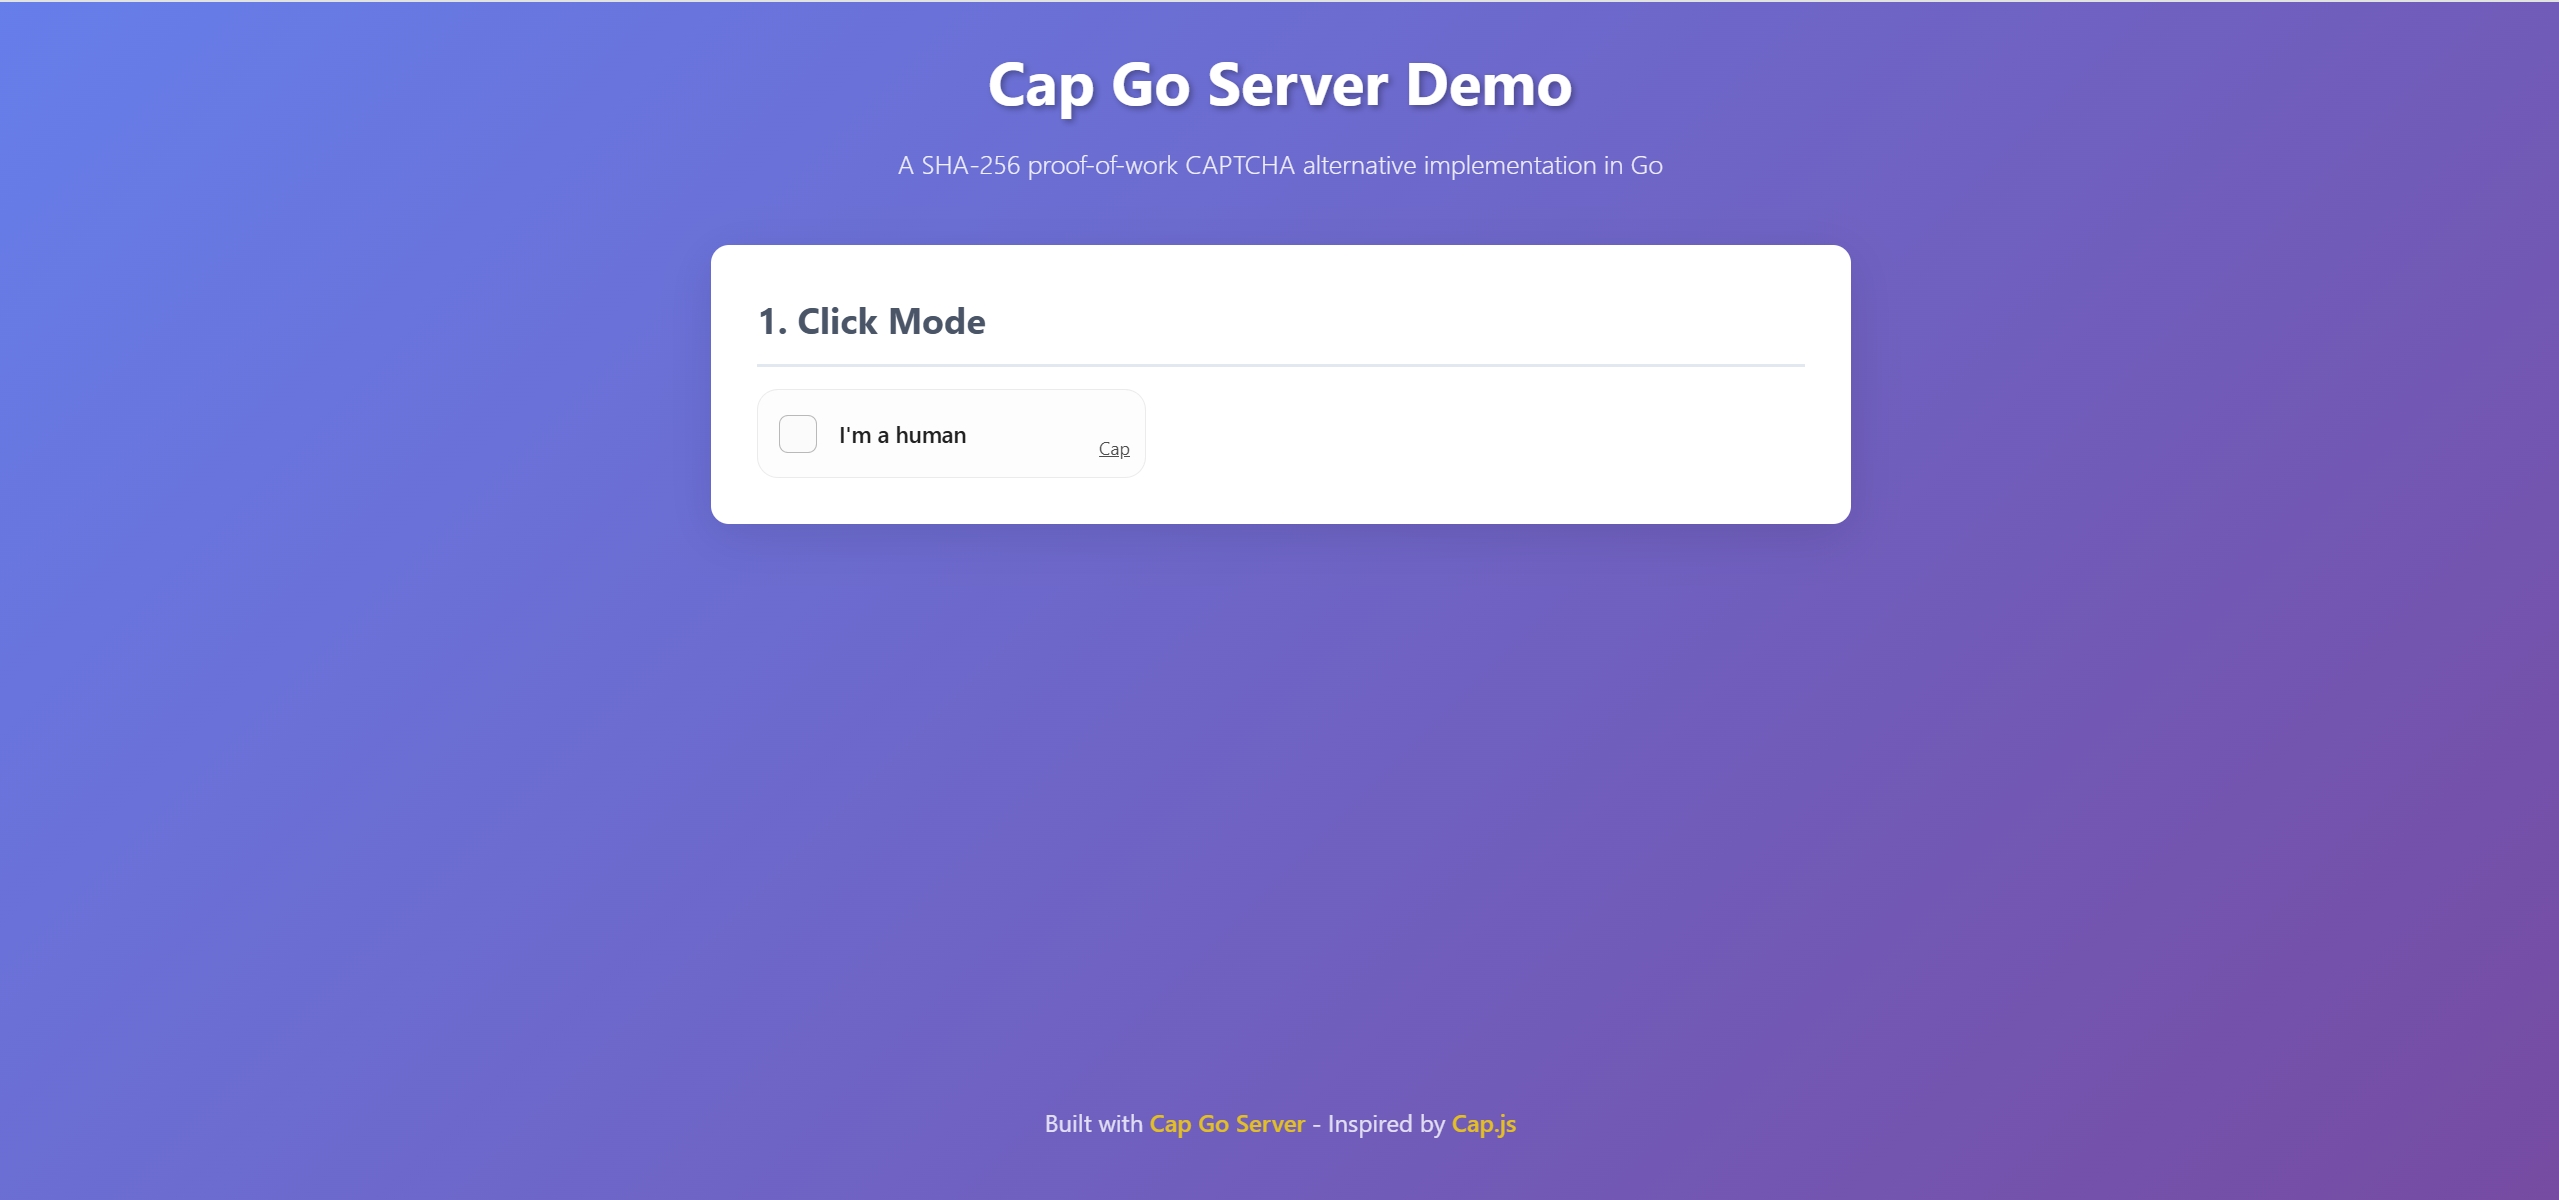 Cap Go Server Demo
A SHA-256 proof-of-work CAPTCHA alternative implementation in Go
1. Click Mode
I'm a human
Cap
Built with Cap Go Server - Inspired by Cap.js